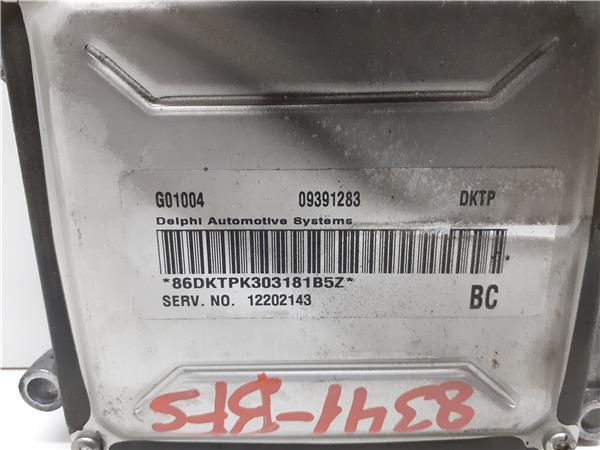 G01004 09391283 DKTP
Delphi Automotive Systems
*86DKTPK303181B5Z*
SERV. NO. 12202143 BC
8341-BFS